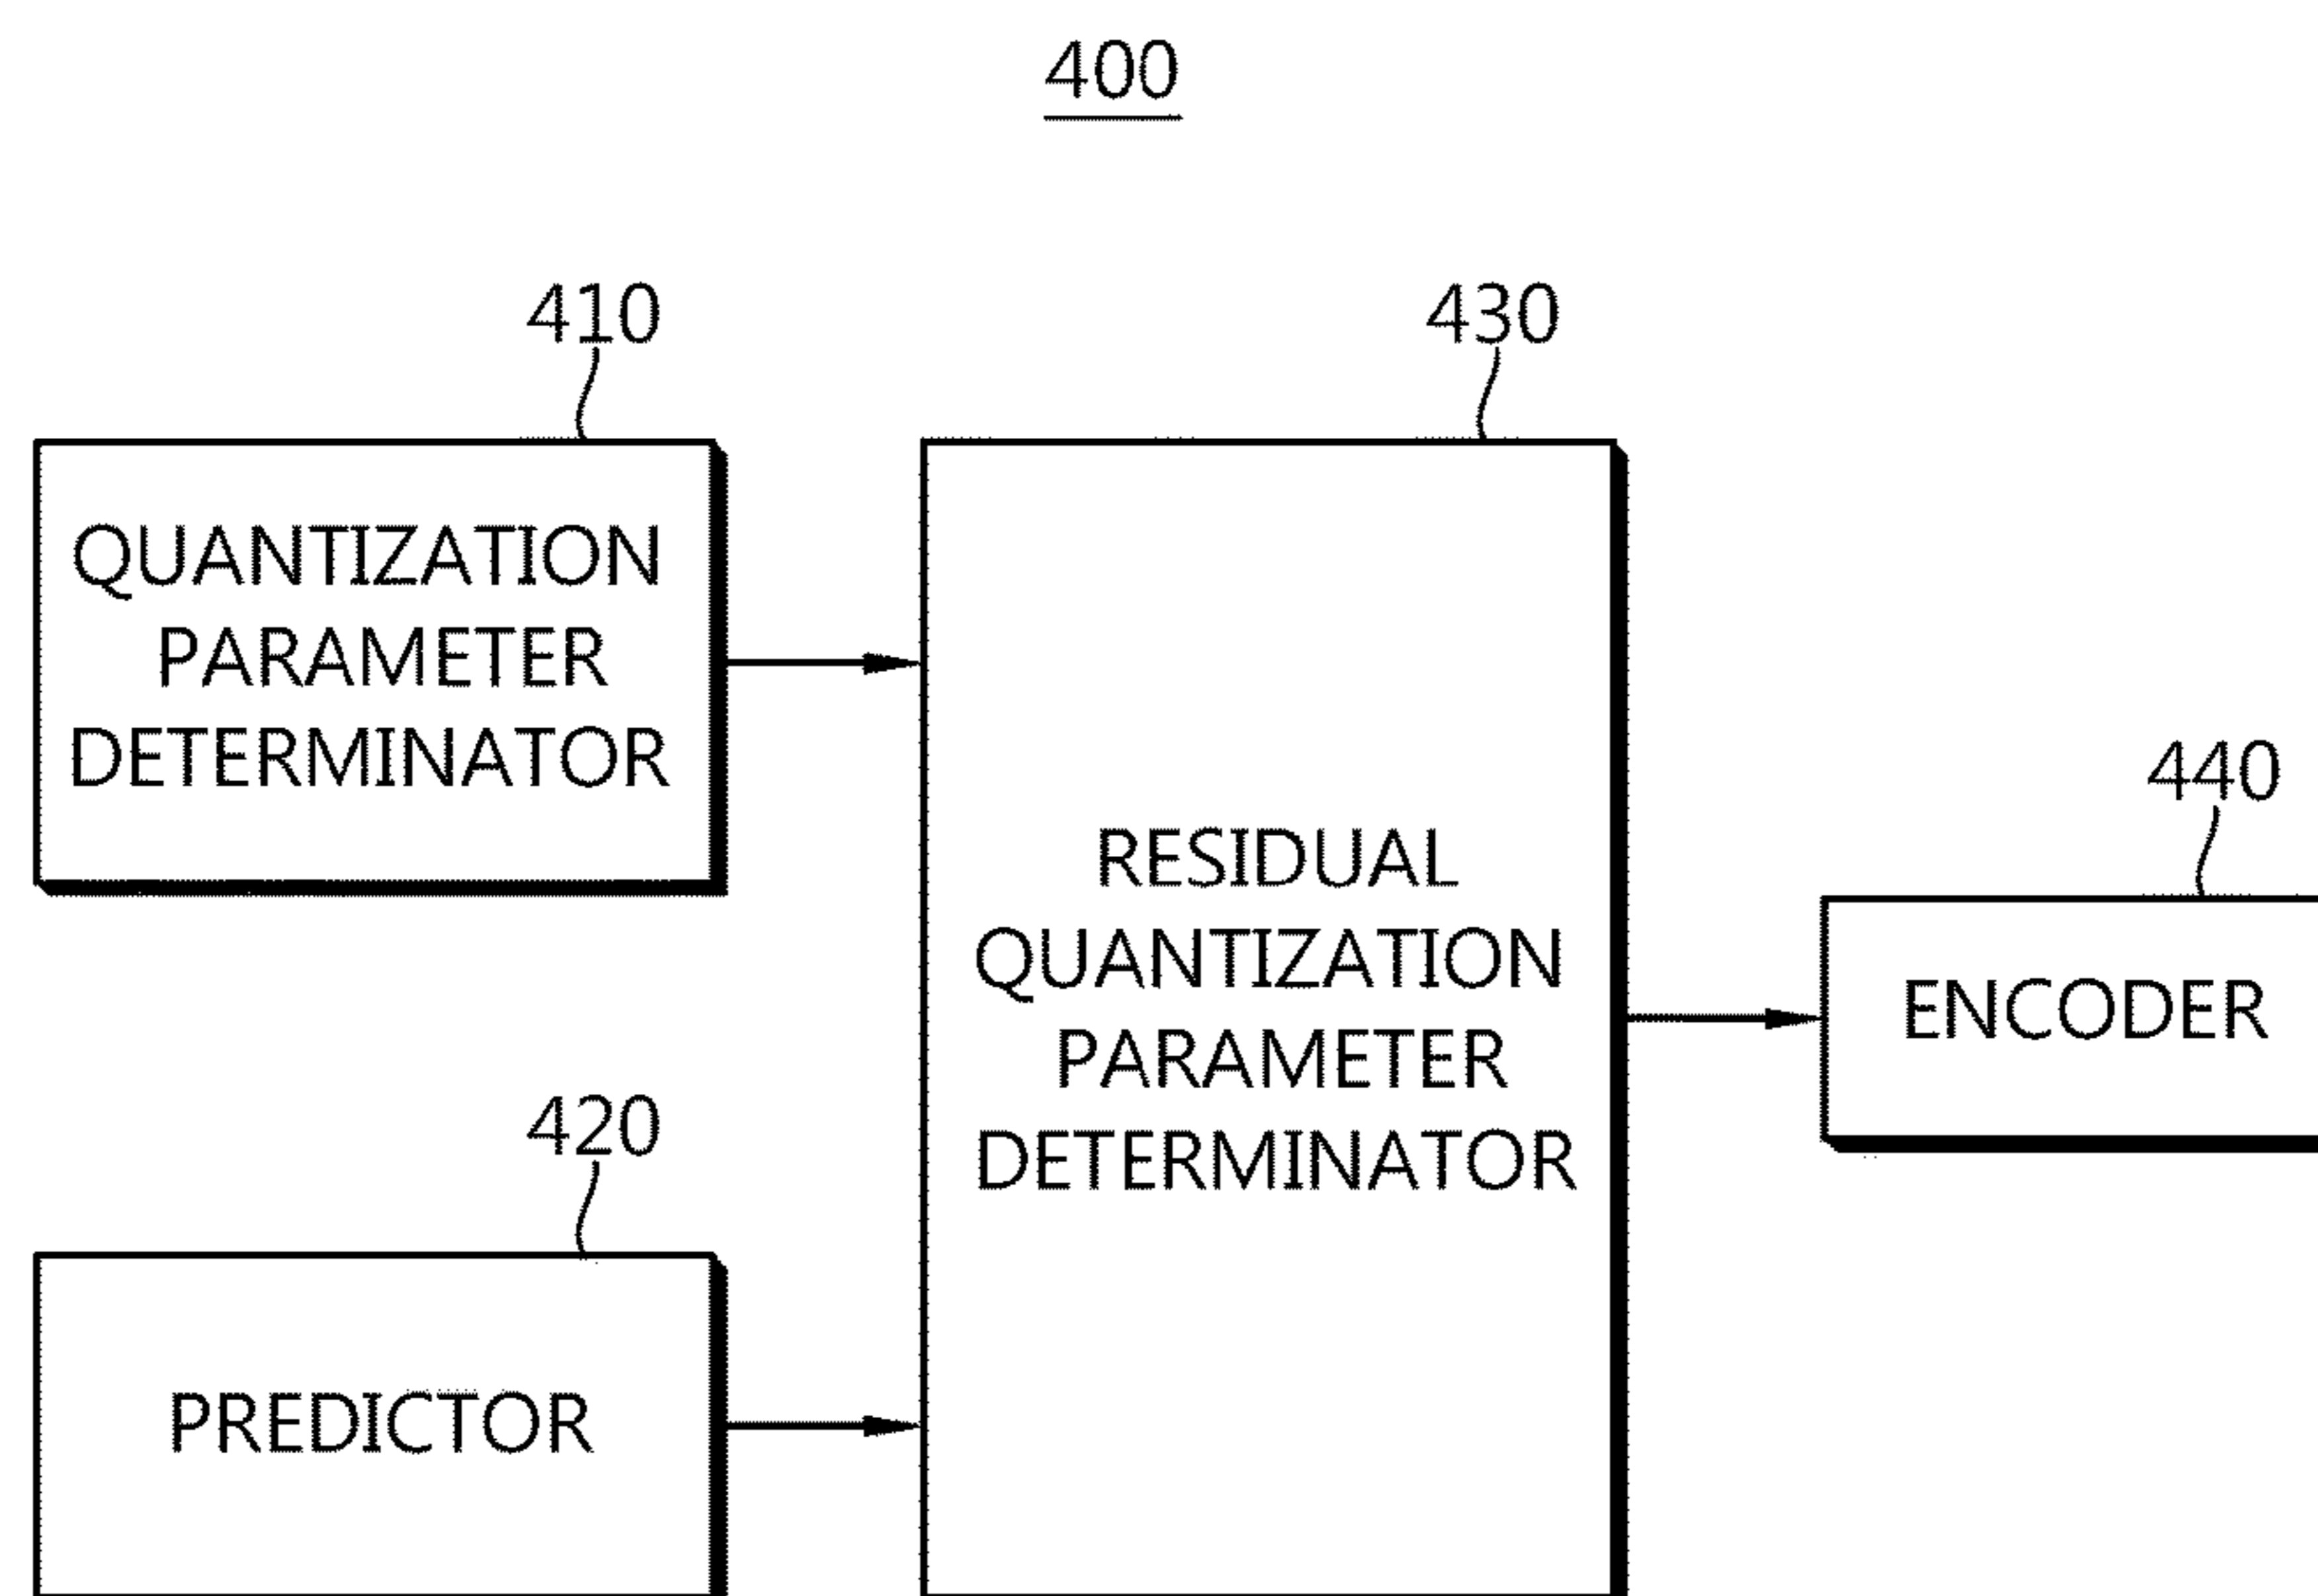 400
410
QUANTIZATION
PARAMETER
DETERMINATOR
420
PREDICTOR
430
RESIDUAL
QUANTIZATION
PARAMETER
DETERMINATOR
440
ENCODER